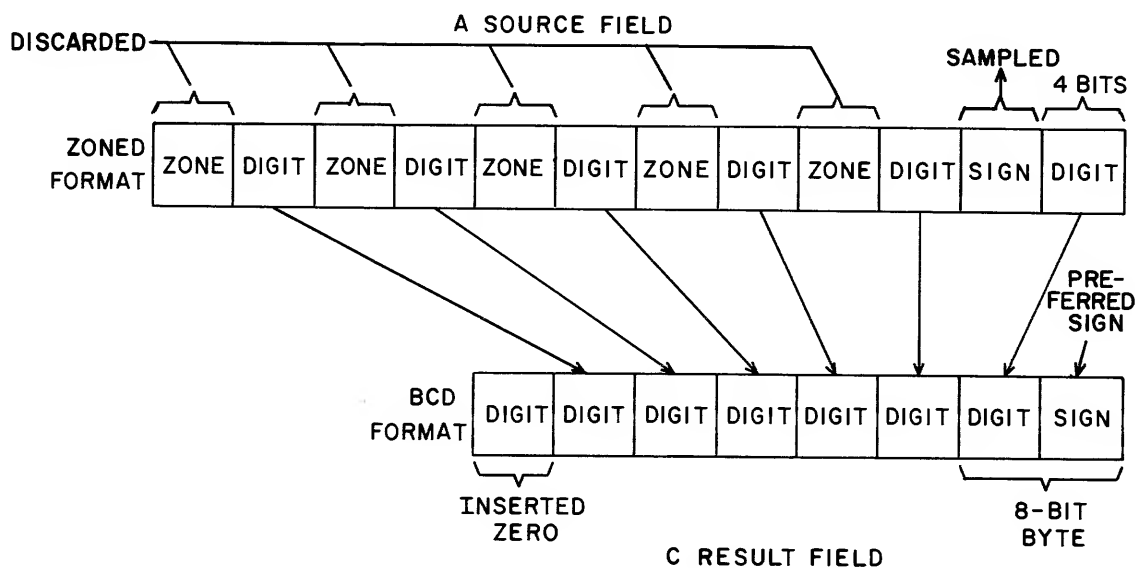 A SOURCE FIELD
DISCARDED
SAMPLED
4 BITS
ZONED
FORMAT
ZONE DIGIT ZONE DIGIT ZONE DIGIT ZONE DIGIT ZONE DIGIT SIGN DIGIT
PRE-
FERRED
SIGN
BCD
FORMAT
DIGIT DIGIT DIGIT DIGIT DIGIT DIGIT DIGIT SIGN
INSERTED
ZERO
8-BIT
BYTE
C RESULT FIELD